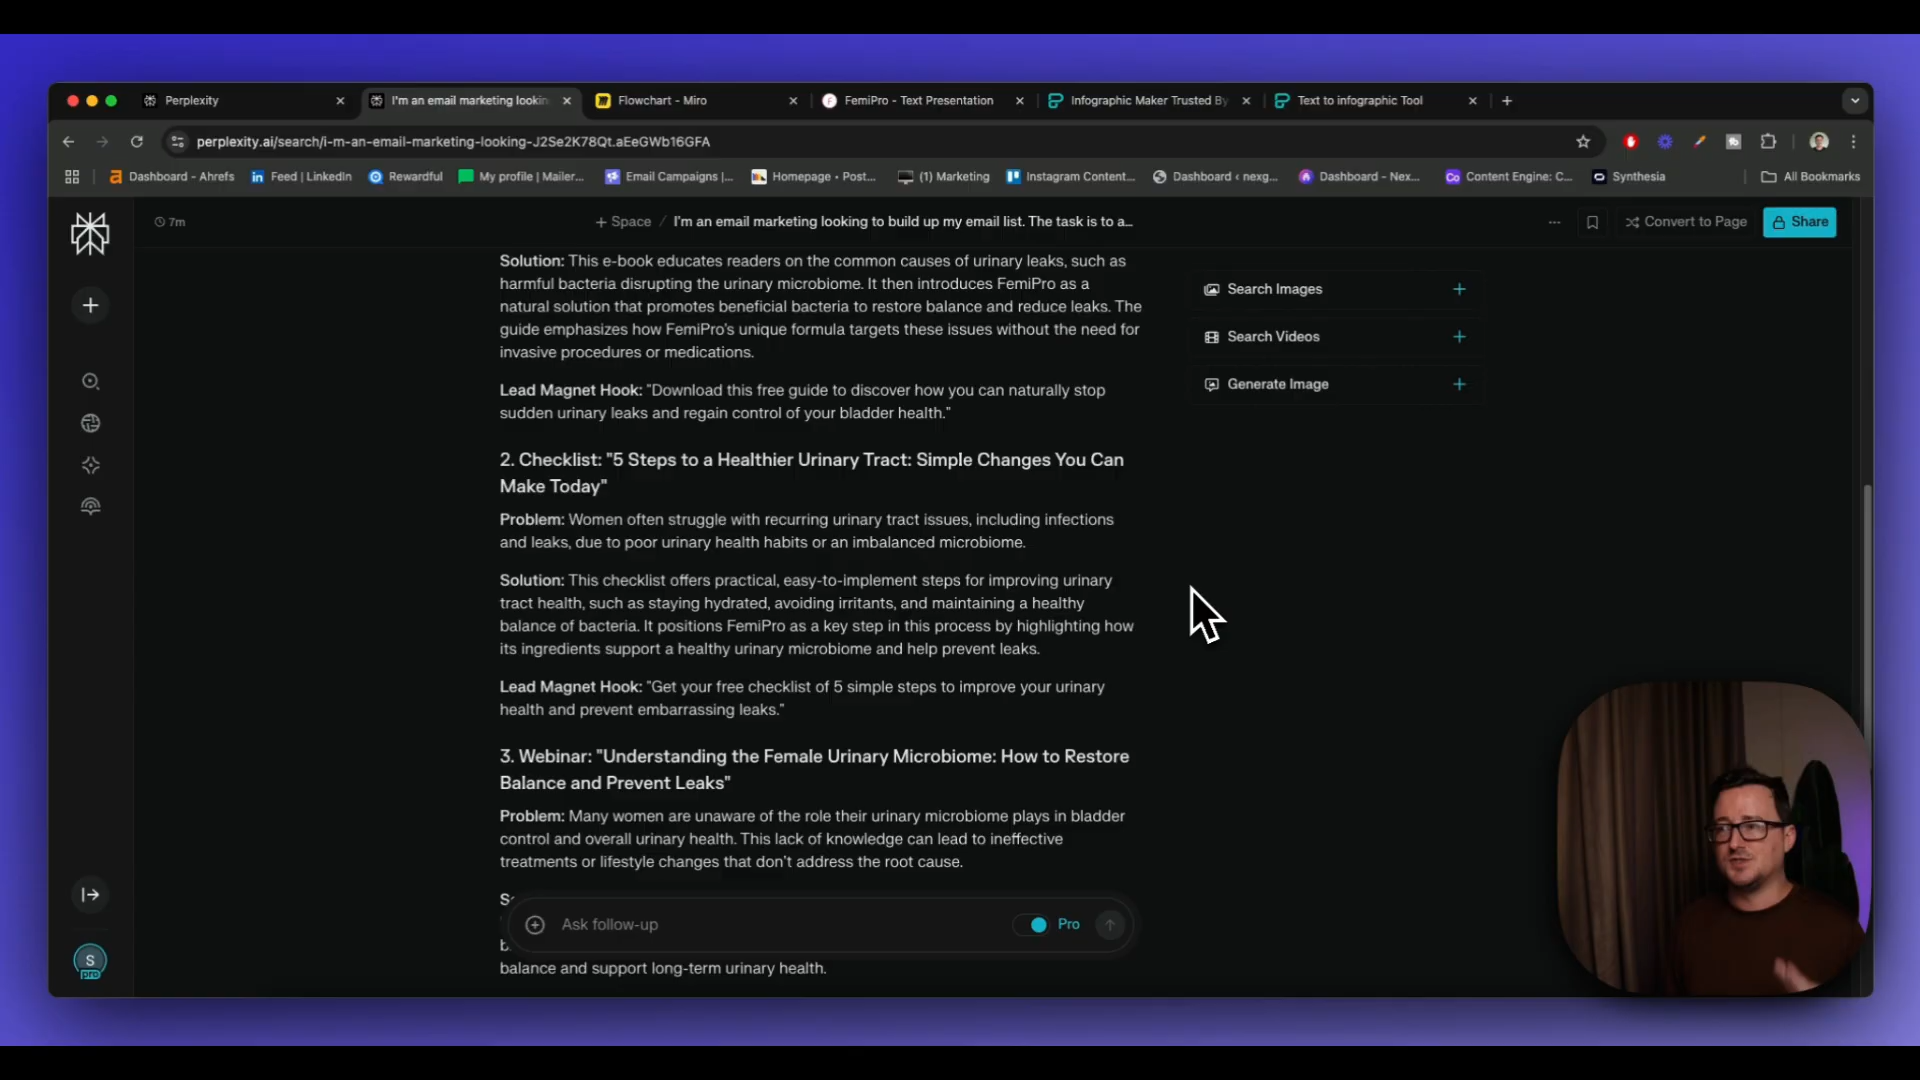 Perplexity
I'm an email marketing lookin
Flowchart - Miro
FemiPro - Text Presentation
Infographic Maker Trusted By
Text to infographic Tool
perplexity.ai/search/i-m-an-email-marketing-looking-J2Se2K78Qt.aEeGWb16GFA
Dashboard - Ahrefs
Feed | LinkedIn
Rewardful
My profile | Mailer...
Email Campaigns |...
Homepage • Post...
(1) Marketing
Instagram Content...
Dashboard ‹ nexg...
Dashboard - Nex...
Content Engine: C...
Synthesia
All Bookmarks
7m
+ Space / I'm an email marketing looking to build up my email list. The task is to a...
Convert to Page
Share
Solution: This e-book educates readers on the common causes of urinary leaks, such as
harmful bacteria disrupting the urinary microbiome. It then introduces FemiPro as a
natural solution that promotes beneficial bacteria to restore balance and reduce leaks. The
guide emphasizes how FemiPro's unique formula targets these issues without the need for
invasive procedures or medications.
Lead Magnet Hook: "Download this free guide to discover how you can naturally stop
sudden urinary leaks and regain control of your bladder health."
2. Checklist: "5 Steps to a Healthier Urinary Tract: Simple Changes You Can
Make Today"
Problem: Women often struggle with recurring urinary tract issues, including infections
and leaks, due to poor urinary health habits or an imbalanced microbiome.
Solution: This checklist offers practical, easy-to-implement steps for improving urinary
tract health, such as staying hydrated, avoiding irritants, and maintaining a healthy
balance of bacteria. It positions FemiPro as a key step in this process by highlighting how
its ingredients support a healthy urinary microbiome and help prevent leaks.
Lead Magnet Hook: "Get your free checklist of 5 simple steps to improve your urinary
health and prevent embarrassing leaks."
3. Webinar: "Understanding the Female Urinary Microbiome: How to Restore
Balance and Prevent Leaks"
Problem: Many women are unaware of the role their urinary microbiome plays in bladder
control and overall urinary health. This lack of knowledge can lead to ineffective
treatments or lifestyle changes that don't address the root cause.
Ask follow-up
Pro
balance and support long-term urinary health.
Search Images
Search Videos
Generate Image
S
pro